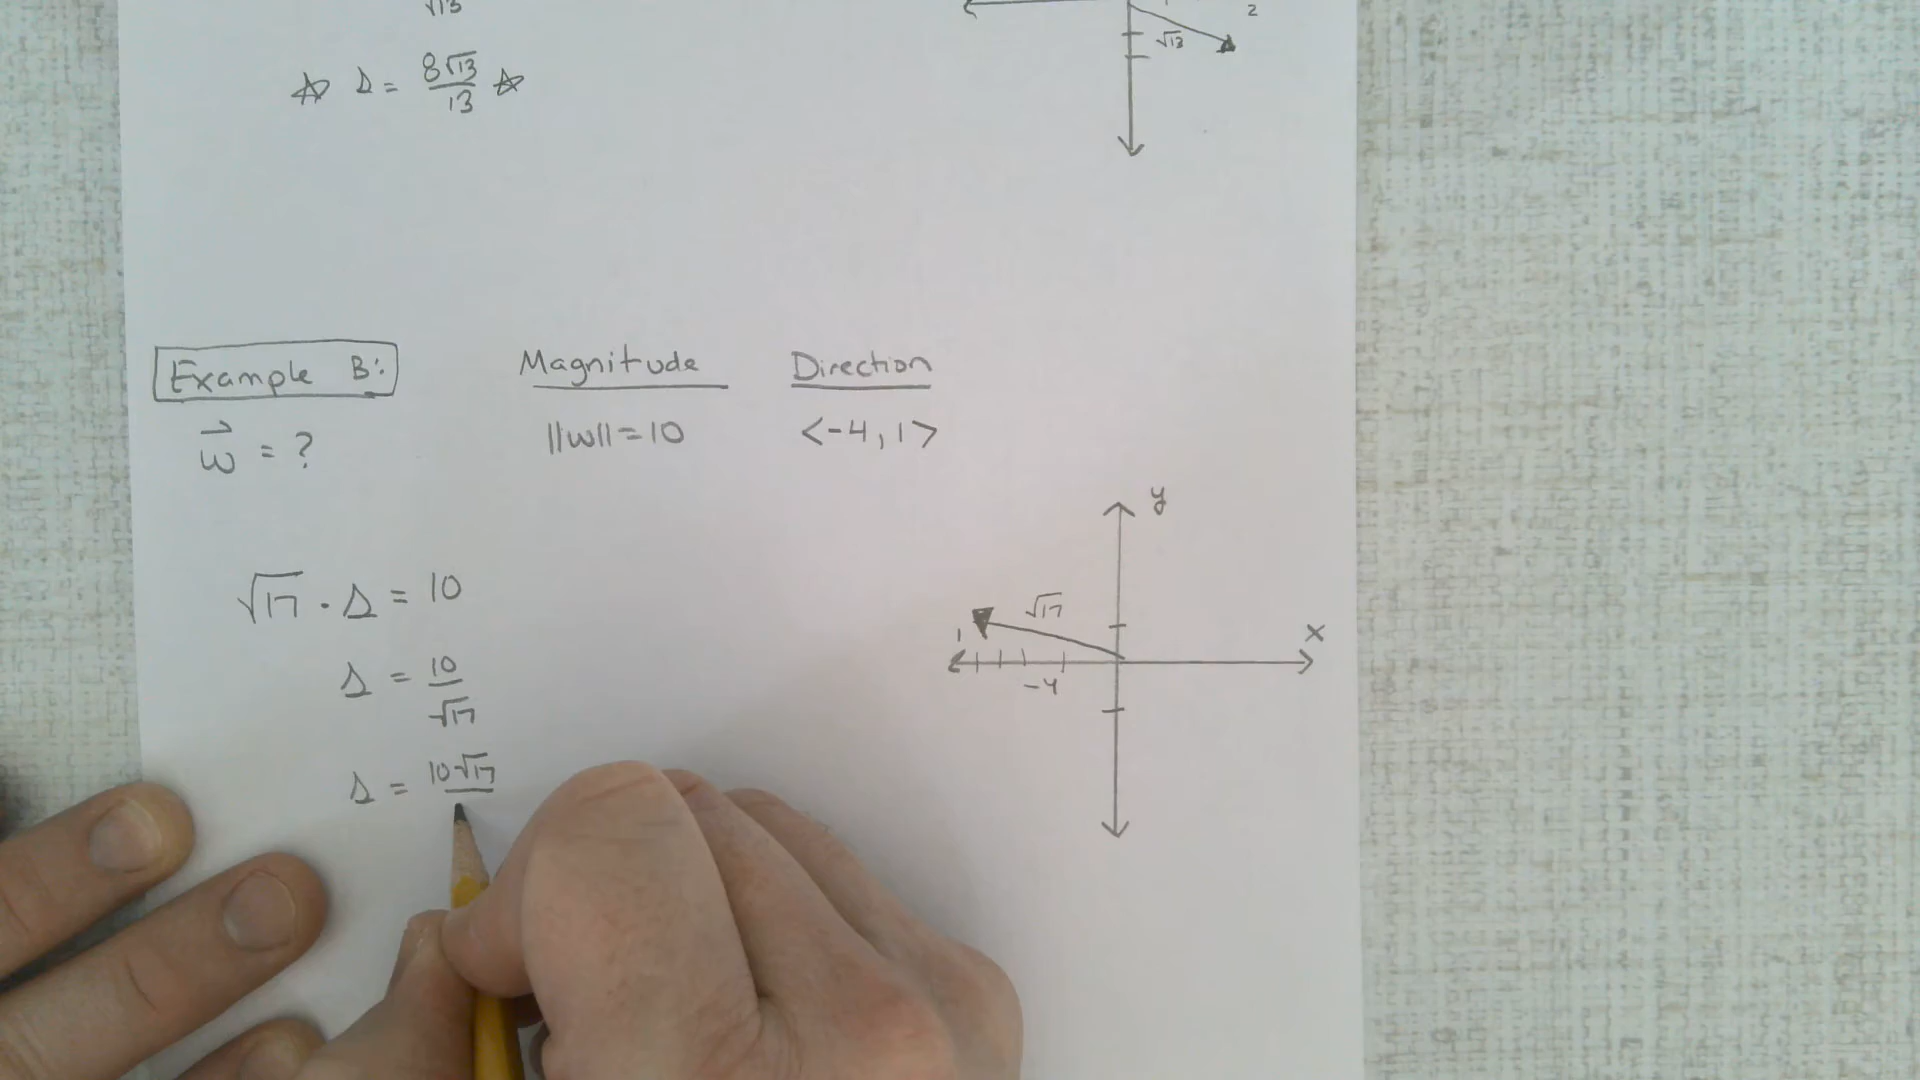 √13
☆ s = 8√13/13 ☆
√13 2
Example B: Magnitude Direction
w⃗ = ? ||w|| = 10 <-4, 1>
y
√17 · s = 10
√17
1 x
-4
s = 10/√17
s = 10√17